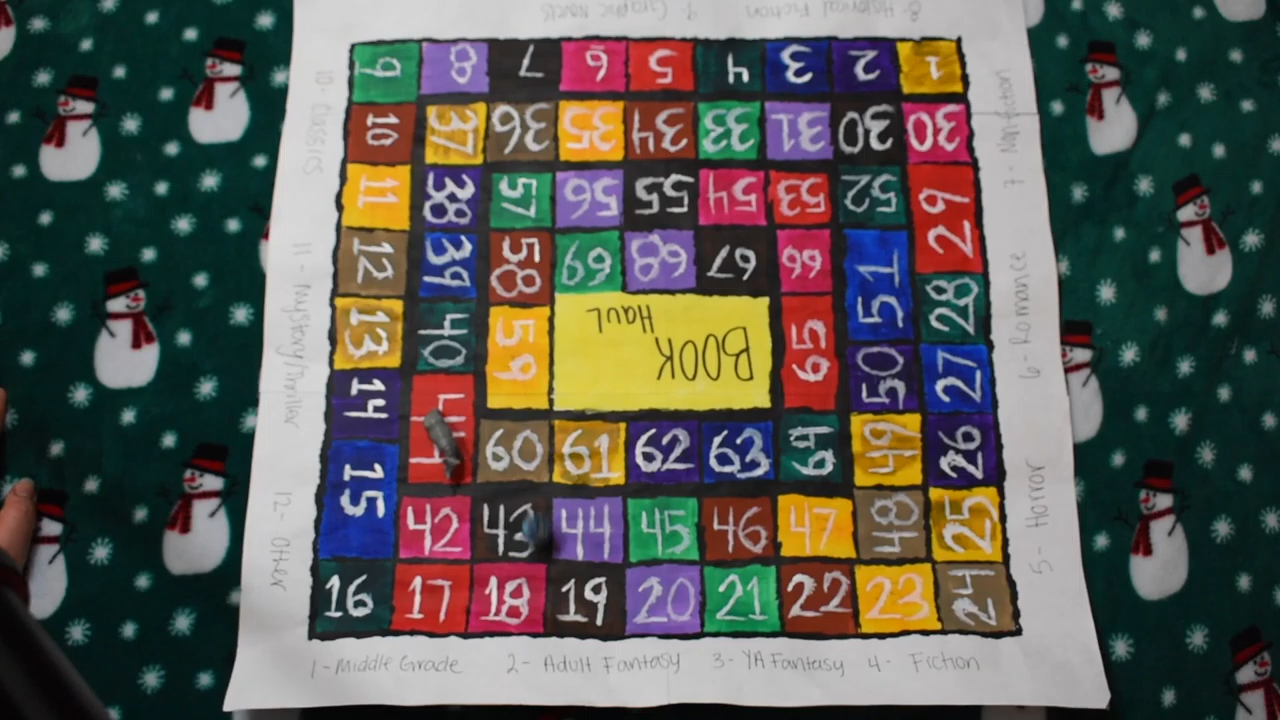 8- Historial Fiction
9- Graphic Novels
10- Classics
11- Mystory/Thrillar
12- Other
7- Nonfiction
6- Romance
5- Horror
9 8 7 6 5 4 3 2 1
10 37 36 35 34 33 31 30 30
11 38 57 56 55 54 53 52 29
12 39 58 69 68 67 66 51 28
13 40 59 65 50 27
BOOK
Haul
14 41 60 61 62 63 64 49 26
15 42 43 44 45 46 47 48 25
16 17 18 19 20 21 22 23 24
1- Middle Grade 2- Adult Fantasy 3- YA Fantasy 4- Fiction